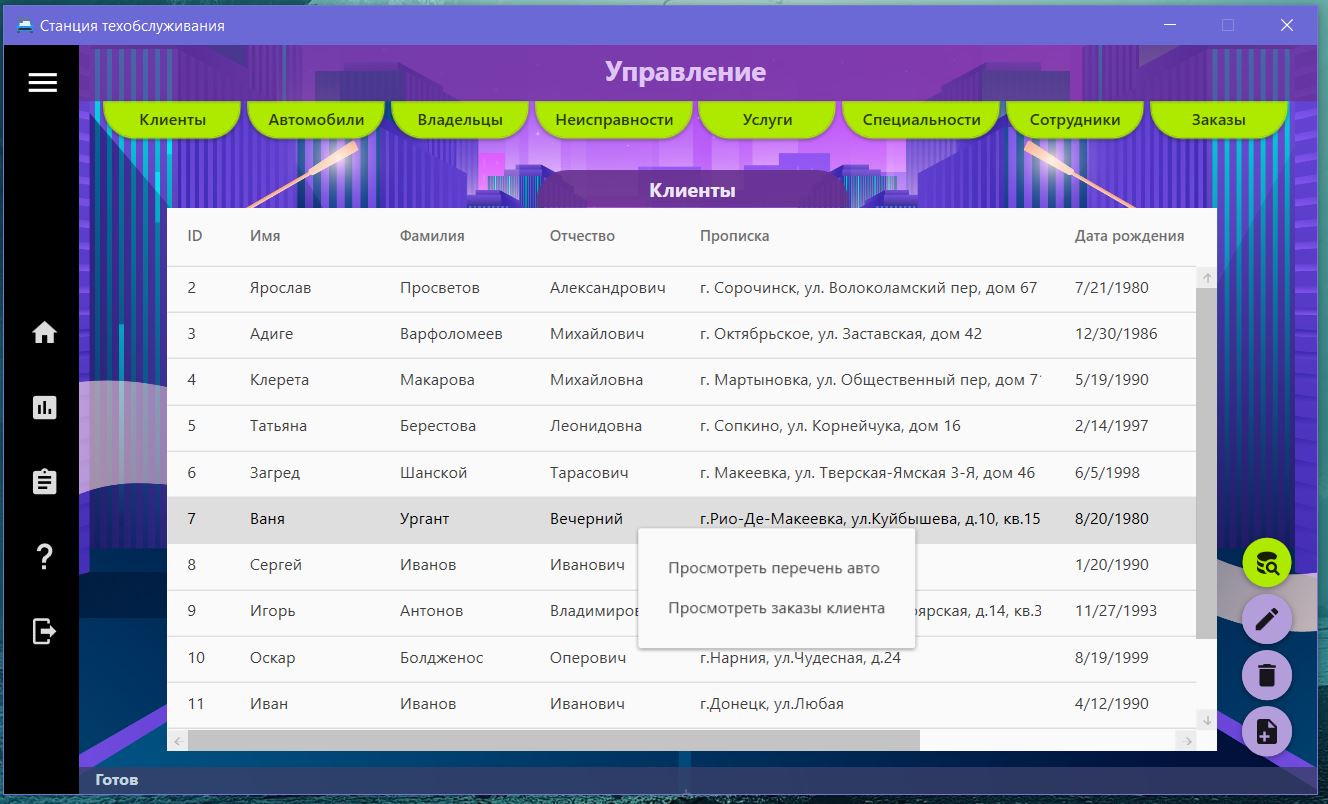 Станция техобслуживания
Управление
Клиенты Автомобили Владельцы Неисправности Услуги Специальности Сотрудники Заказы
Клиенты
ID Имя Фамилия Отчество Прописка Дата рождения
2 Ярослав Просветов Александрович г. Сорочинск, ул. Волоколамский пер, дом 67 7/21/1980
3 Адиге Варфоломеев Михайлович г. Октябрьское, ул. Заставская, дом 42 12/30/1986
4 Клерета Макарова Михайловна г. Мартыновка, ул. Общественный пер, дом 5/19/1990
5 Татьяна Берестова Леонидовна г. Сопкино, ул. Корнейчука, дом 16 2/14/1997
6 Загред Шанской Тарасович г. Макеевка, ул. Тверская-Ямская 3-Я, дом 46 6/5/1998
7 Ваня Ургант Вечерний г.Рио-Де-Макеевка, ул.Куйбышева, д.10, кв.15 8/20/1980
8 Сергей Иванов Иванович 1/20/1990
Просмотреть перечень авто
9 Игорь Антонов Владимиро ярская, д.14, кв.3 11/27/1993
Просмотреть заказы клиента
10 Оскар Болдженос Оперович г.Нарния, ул.Чудесная, д.24 8/19/1999
11 Иван Иванов Иванович г.Донецк, ул.Любая 4/12/1990
Готов